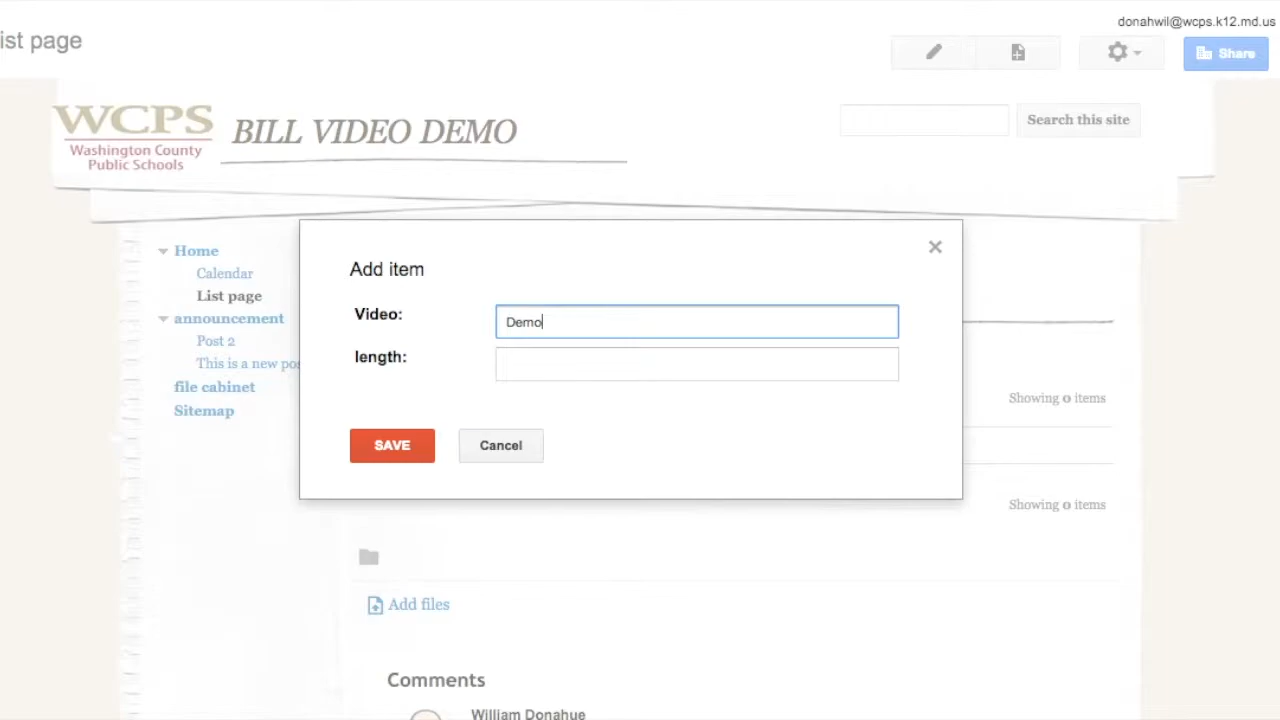 donahwil@wcps.k12.md.us
ist page
Share
WCPS
Washington County
Public Schools
BILL VIDEO DEMO
Search this site
Home
Calendar
List page
announcement
Post 2
This is a new pos
file cabinet
Sitemap
Add item
Video:
Demo
length:
SAVE
Cancel
Showing 0 items
Showing 0 items
Add files
Comments
William Donahue